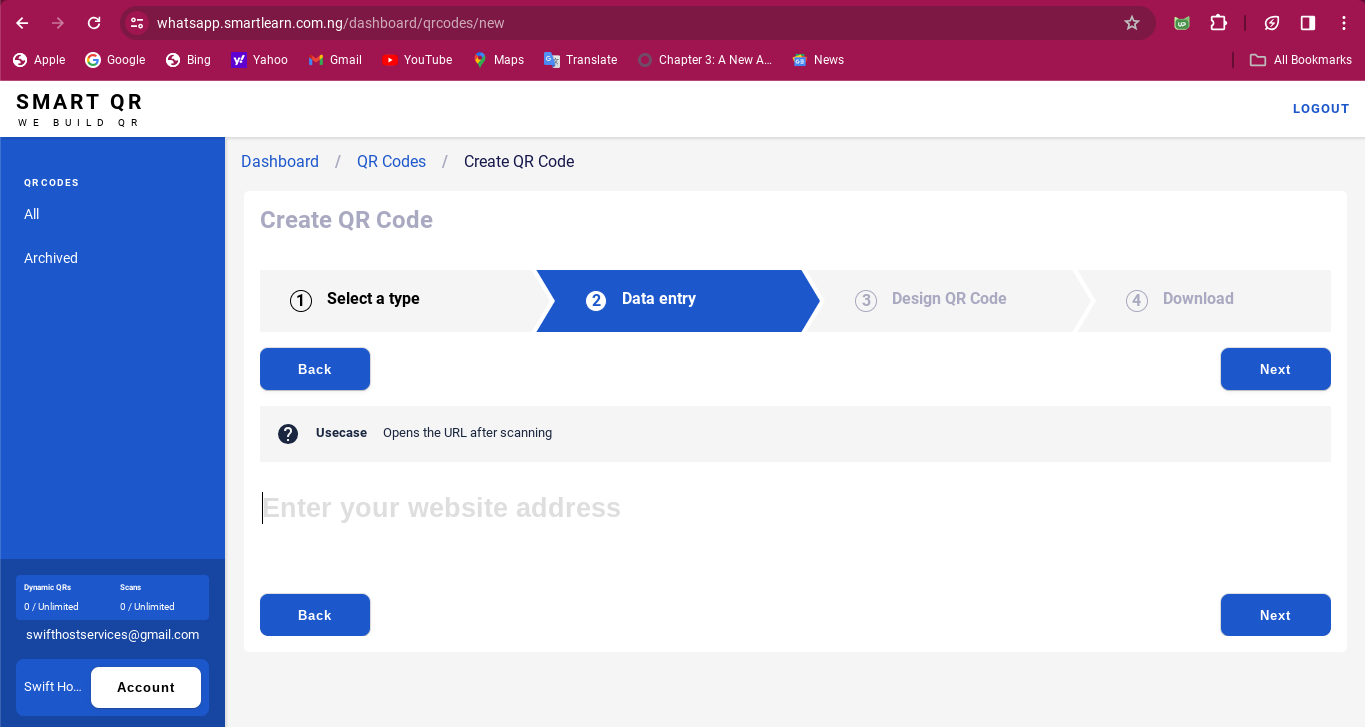 whatsapp.smartlearn.com.ng/dashboard/qrcodes/new
Apple Google Bing Yahoo Gmail YouTube Maps Translate Chapter 3: A New A... News All Bookmarks
SMART QR
WE BUILD QR
LOGOUT
QRCODES
All
Archived
Dynamic QRs Scans
0 / Unlimited 0 / Unlimited
swifthostservices@gmail.com
Swift Ho... Account
Dashboard / QR Codes / Create QR Code
Create QR Code
1 Select a type 2 Data entry 3 Design QR Code 4 Download
Back Next
? Usecase Opens the URL after scanning
Enter your website address
Back Next